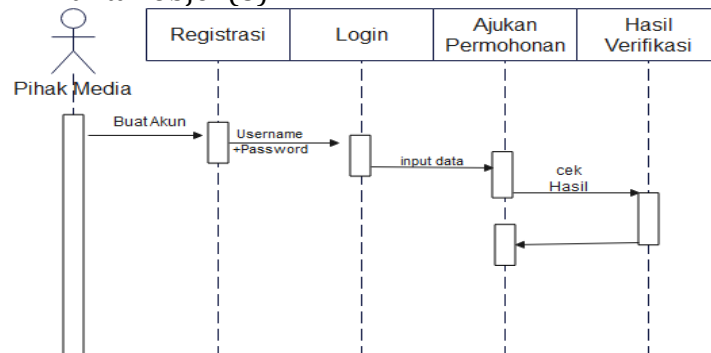 Registrasi
Login
Ajukan
Permohonan
Hasil
Verifikasi
Pihak Media
Buat Akun
Username
+Password
input data
cek
Hasil